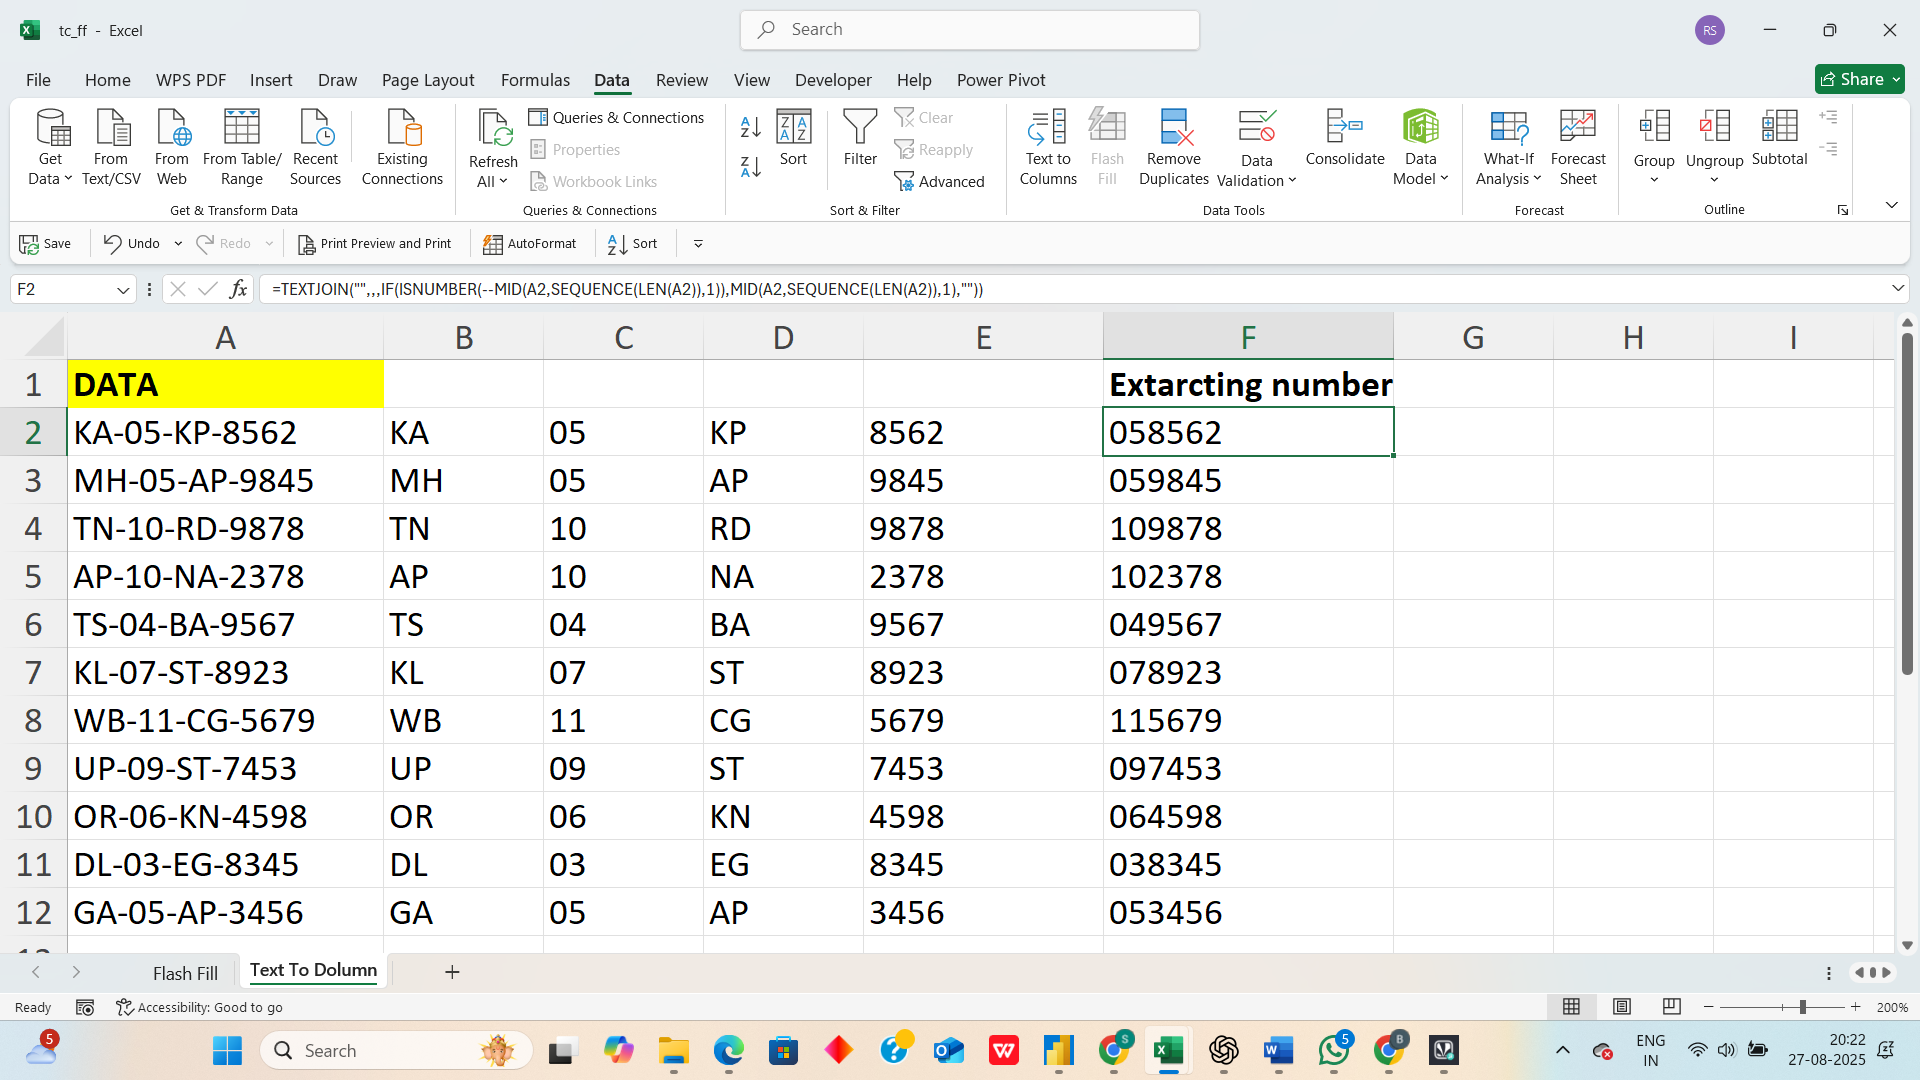 tc_ff - Excel
Search
RS
File Home WPS PDF Insert Draw Page Layout Formulas Data Review View Developer Help Power Pivot
Share
Get Data
From Text/CSV
From Web
From Table/ Range
Recent Sources
Existing Connections
Get & Transform Data
Refresh All
Queries & Connections
Properties
Workbook Links
Queries & Connections
Sort
Filter
Clear
Reapply
Advanced
Sort & Filter
Text to Columns
Flash Fill
Remove Duplicates
Data Validation
Consolidate
Data Model
Data Tools
What-If Analysis
Forecast Sheet
Forecast
Group
Ungroup
Subtotal
Outline
Save Undo Redo Print Preview and Print AutoFormat Sort
F2 fx =TEXTJOIN("",,,IF(ISNUMBER(--MID(A2,SEQUENCE(LEN(A2)),1)),MID(A2,SEQUENCE(LEN(A2)),1),""))
A B C D E F G H I
1 DATA Extarcting number
2 KA-05-KP-8562 KA 05 KP 8562 058562
3 MH-05-AP-9845 MH 05 AP 9845 059845
4 TN-10-RD-9878 TN 10 RD 9878 109878
5 AP-10-NA-2378 AP 10 NA 2378 102378
6 TS-04-BA-9567 TS 04 BA 9567 049567
7 KL-07-ST-8923 KL 07 ST 8923 078923
8 WB-11-CG-5679 WB 11 CG 5679 115679
9 UP-09-ST-7453 UP 09 ST 7453 097453
10 OR-06-KN-4598 OR 06 KN 4598 064598
11 DL-03-EG-8345 DL 03 EG 8345 038345
12 GA-05-AP-3456 GA 05 AP 3456 053456
Flash Fill Text To Dolumn
Ready Accessibility: Good to go 200%
5 Search S 5 B ENG IN 20:22 27-08-2025